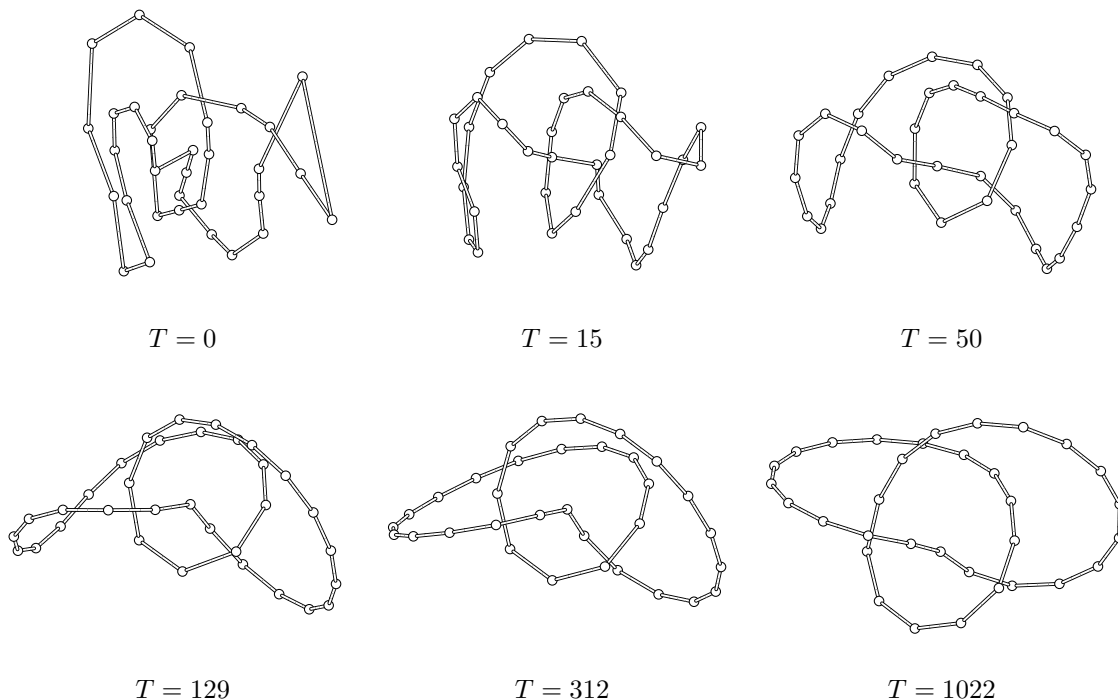 T = 0
T = 15
T = 50
T = 129
T = 312
T = 1022